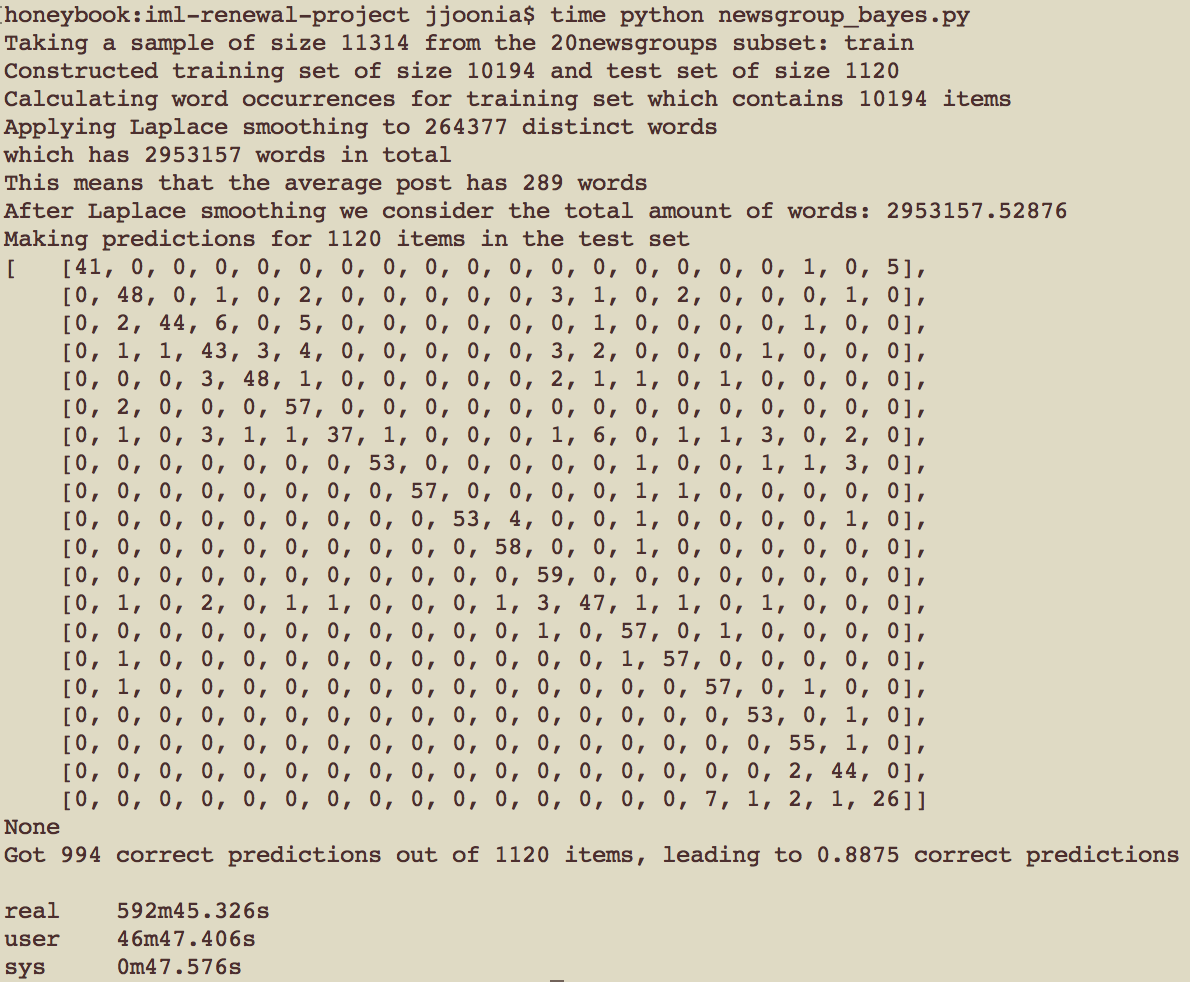 [honeybook:iml-renewal-project jjoonia$ time python newsgroup_bayes.py
Taking a sample of size 11314 from the 20newsgroups subset: train
Constructed training set of size 10194 and test set of size 1120
Calculating word occurrences for training set which contains 10194 items
Applying Laplace smoothing to 264377 distinct words
which has 2953157 words in total
This means that the average post has 289 words
After Laplace smoothing we consider the total amount of words: 2953157.52876
Making predictions for 1120 items in the test set
[   [41, 0, 0, 0, 0, 0, 0, 0, 0, 0, 0, 0, 0, 0, 0, 0, 0, 1, 0, 5],
[0, 48, 0, 1, 0, 2, 0, 0, 0, 0, 0, 3, 1, 0, 2, 0, 0, 0, 1, 0],
[0, 2, 44, 6, 0, 5, 0, 0, 0, 0, 0, 0, 1, 0, 0, 0, 0, 1, 0, 0],
[0, 1, 1, 43, 3, 4, 0, 0, 0, 0, 0, 3, 2, 0, 0, 0, 1, 0, 0, 0],
[0, 0, 0, 3, 48, 1, 0, 0, 0, 0, 0, 2, 1, 1, 0, 1, 0, 0, 0, 0],
[0, 2, 0, 0, 0, 57, 0, 0, 0, 0, 0, 0, 0, 0, 0, 0, 0, 0, 0, 0],
[0, 1, 0, 3, 1, 1, 37, 1, 0, 0, 0, 1, 6, 0, 1, 1, 3, 0, 2, 0],
[0, 0, 0, 0, 0, 0, 0, 53, 0, 0, 0, 0, 0, 1, 0, 0, 1, 1, 3, 0],
[0, 0, 0, 0, 0, 0, 0, 0, 57, 0, 0, 0, 0, 1, 1, 0, 0, 0, 0, 0],
[0, 0, 0, 0, 0, 0, 0, 0, 0, 53, 4, 0, 0, 1, 0, 0, 0, 0, 1, 0],
[0, 0, 0, 0, 0, 0, 0, 0, 0, 0, 58, 0, 0, 1, 0, 0, 0, 0, 0, 0],
[0, 0, 0, 0, 0, 0, 0, 0, 0, 0, 0, 59, 0, 0, 0, 0, 0, 0, 0, 0],
[0, 1, 0, 2, 0, 1, 1, 0, 0, 0, 1, 3, 47, 1, 1, 0, 1, 0, 0, 0],
[0, 0, 0, 0, 0, 0, 0, 0, 0, 0, 0, 1, 0, 57, 0, 1, 0, 0, 0, 0],
[0, 1, 0, 0, 0, 0, 0, 0, 0, 0, 0, 0, 0, 1, 57, 0, 0, 0, 0, 0],
[0, 1, 0, 0, 0, 0, 0, 0, 0, 0, 0, 0, 0, 0, 0, 57, 0, 1, 0, 0],
[0, 0, 0, 0, 0, 0, 0, 0, 0, 0, 0, 0, 0, 0, 0, 0, 53, 0, 1, 0],
[0, 0, 0, 0, 0, 0, 0, 0, 0, 0, 0, 0, 0, 0, 0, 0, 0, 55, 1, 0],
[0, 0, 0, 0, 0, 0, 0, 0, 0, 0, 0, 0, 0, 0, 0, 0, 0, 2, 44, 0],
[0, 0, 0, 0, 0, 0, 0, 0, 0, 0, 0, 0, 0, 0, 0, 7, 1, 2, 1, 26]]
None
Got 994 correct predictions out of 1120 items, leading to 0.8875 correct predictions
real    592m45.326s
user    46m47.406s
sys     0m47.576s